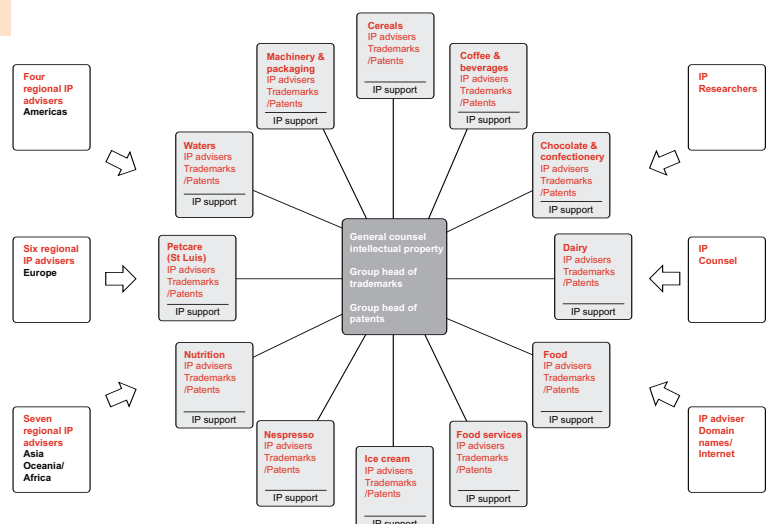 Cereals
IP advisers
Trademarks
/Patents
IP support
Machinery &
packaging
IP advisers
Trademarks
/Patents
IP support
Coffee &
beverages
IP advisers
Trademarks
/Patents
IP support
Four
regional IP
advisers
Americas
IP
Researchers
Waters
IP advisers
Trademarks
/Patents
IP support
Chocolate &
confectionery
IP advisers
Trademarks
/Patents
IP support
General counsel
intellectual property
Group head of
trademarks
Group head of
patents
Six regional
IP advisers
Europe
Petcare
(St Luis)
IP advisers
Trademarks
/Patents
IP support
Dairy
IP advisers
Trademarks
/Patents
IP support
IP
Counsel
Nutrition
IP advisers
Trademarks
/Patents
IP support
Food
IP advisers
Trademarks
/Patents
IP support
Seven
regional IP
advisers
Asia
Oceania/
Africa
Nespresso
IP advisers
Trademarks
/Patents
IP support
Ice cream
IP advisers
Trademarks
/Patents
IP support
Food services
IP advisers
Trademarks
/Patents
IP support
IP adviser
Domain
names/
Internet